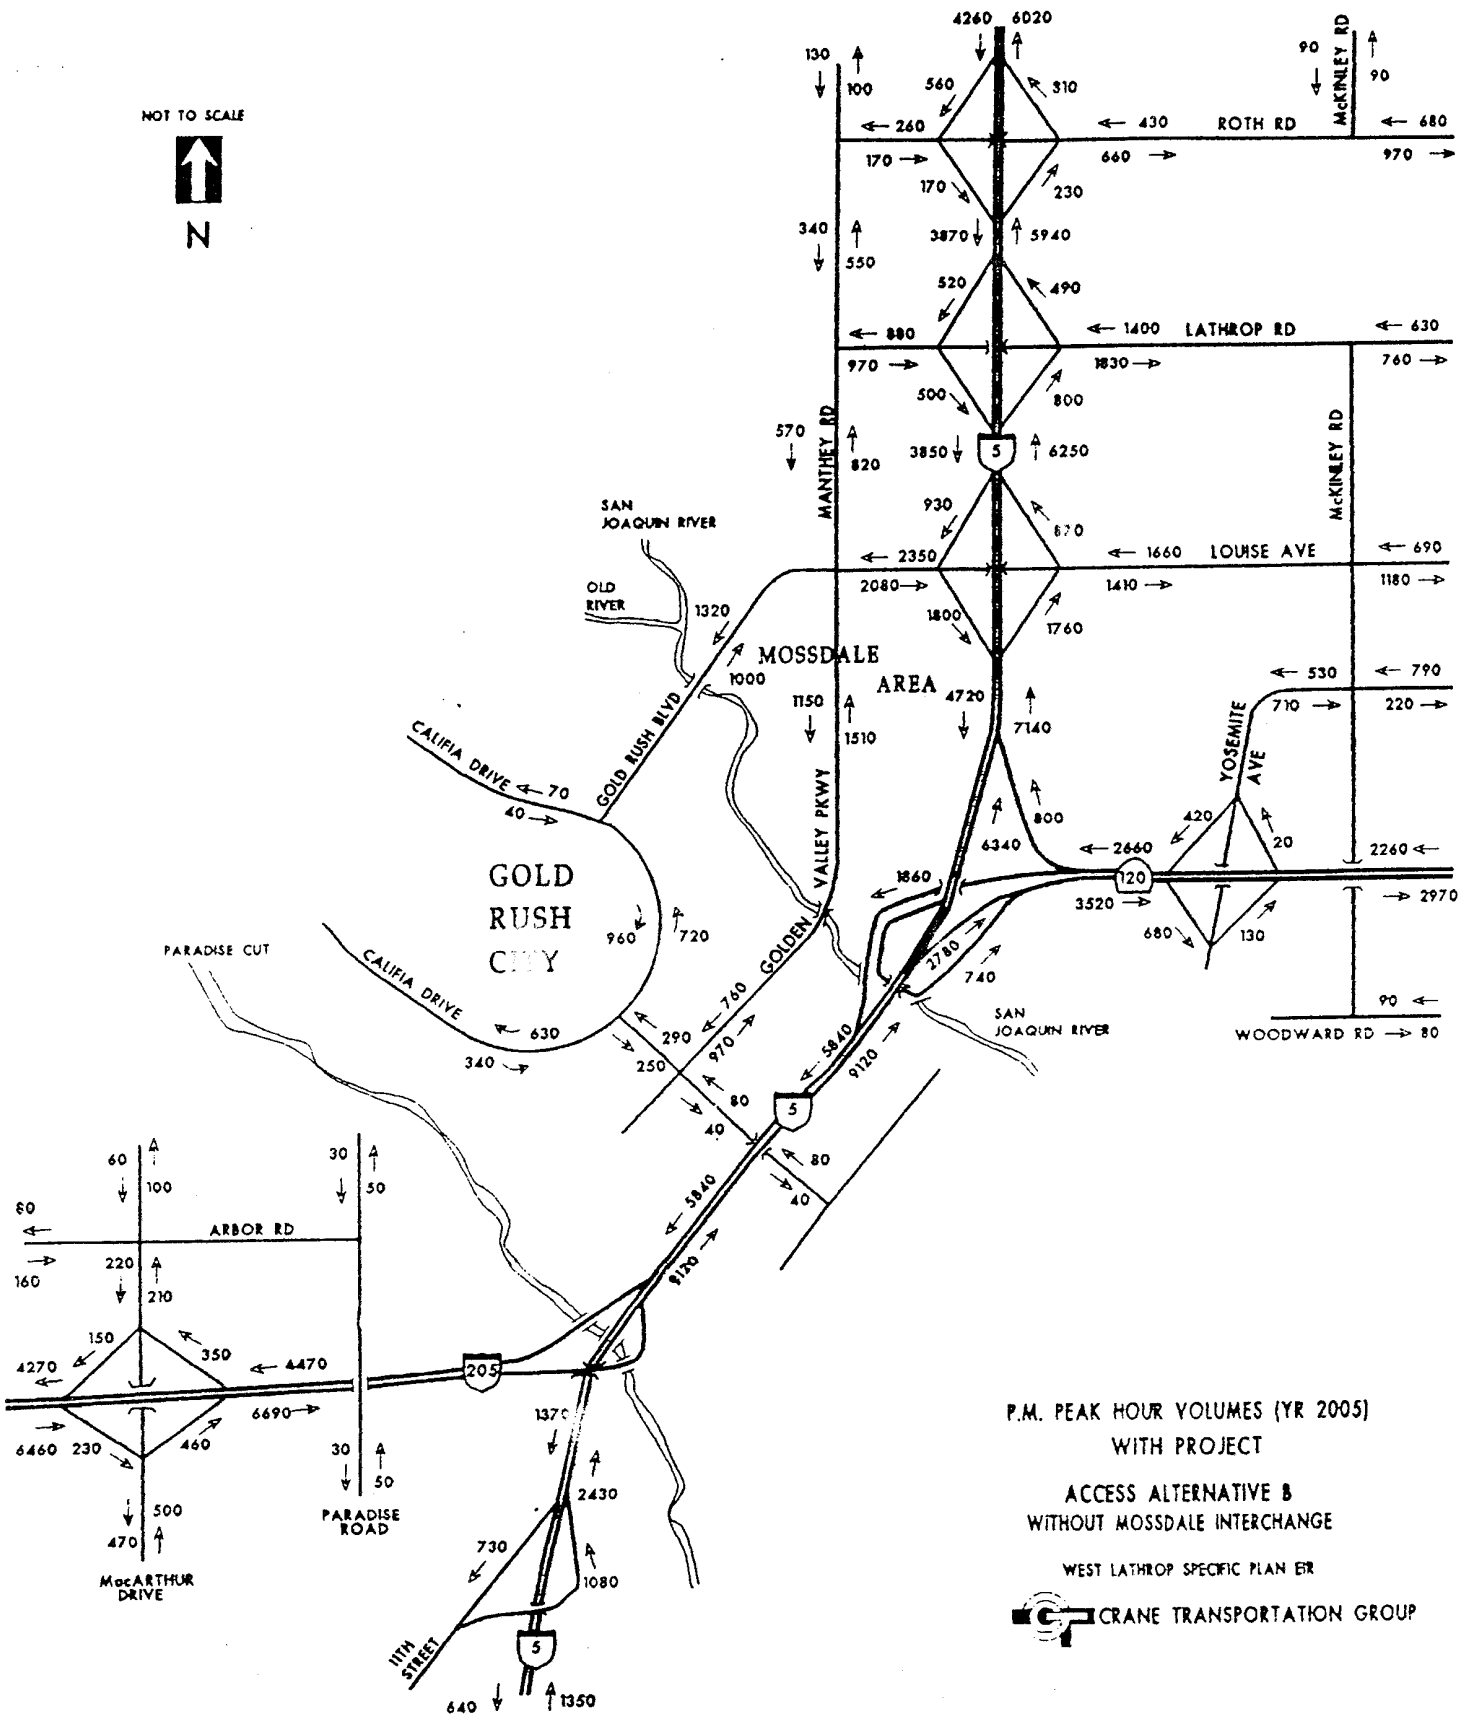 4260 6020
130
100
90
90
McKINLEY RD
NOT TO SCALE
N
560
310
260
430
ROTH RD
680
170
660
970
170
230
340
550
3870
5940
520
490
880
1400
LATHROP RD
630
970
1830
760
500
800
MANTHEY RD
570
820
3850
5
6250
McKINLEY RD
SAN
JOAQUIN RIVER
930
870
2350
1660
LOUISE AVE
690
2080
1410
1180
OLD
RIVER
1320
1800
1760
MOSSDALE
AREA
1000
530
790
710
220
4720
7140
1150
1510
GOLD RUSH BLVD
YOSEMITE
AVE
CALIFIA DRIVE
70
40
VALLEY PKWY
GOLDEN
800
6340
420
20
2660
2260
1860
120
3520
2970
GOLD
RUSH
CITY
960
720
2780
740
680
130
PARADISE CUT
CALIFIA DRIVE
760
970
SAN
JOAQUIN RIVER
90
WOODWARD RD
80
630
340
290
250
5840
9120
80
40
5
80
40
60
100
30
50
5840
9120
80
ARBOR RD
160
220
210
150
350
4270
4470
205
6460
230
460
6690
1370
30
50
500
470
PARADISE
ROAD
2430
MacARTHUR
DRIVE
730
1080
11TH
STREET
5
640
1350
P.M. PEAK HOUR VOLUMES (YR 2005)
WITH PROJECT
ACCESS ALTERNATIVE B
WITHOUT MOSSDALE INTERCHANGE
WEST LATHROP SPECIFIC PLAN EIR
CRANE TRANSPORTATION GROUP